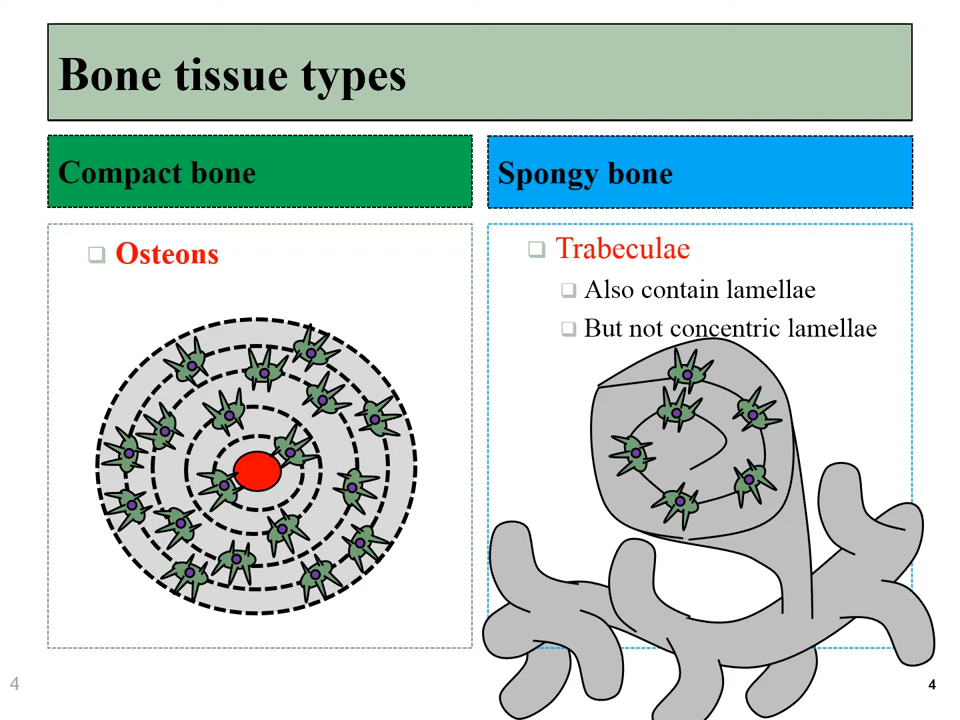 Bone tissue types
Compact bone
Osteons
Spongy bone
Trabeculae
Also contain lamellae
But not concentric lamellae
4
4